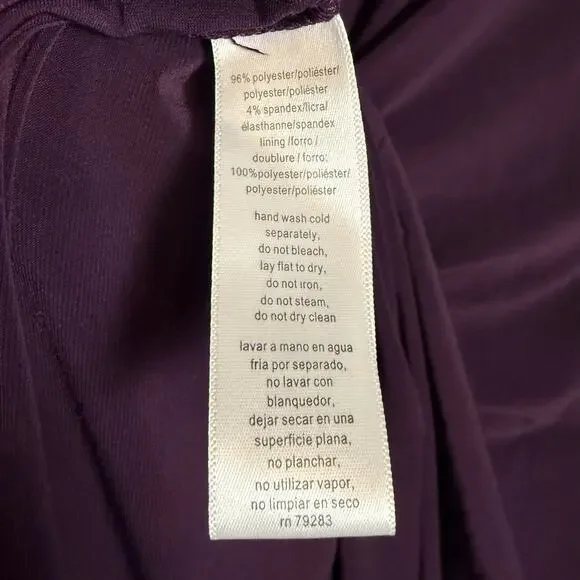 96% polyester/poliéster/
polyester/poliéster
4% spandex/licra/
élasthanne/spandex
lining /forro /
doublure / forro:
100%polyester/poliéster/
polyester/poliéster
hand wash cold
separately,
do not bleach,
lay flat to dry,
do not iron,
do not steam,
do not dry clean
lavar a mano en agua
fria por separado,
no lavar con
blanquedor,
dejar secar en una
superficie plana,
no planchar,
no utilizar vapor,
no limpiar en seco
rn 79283